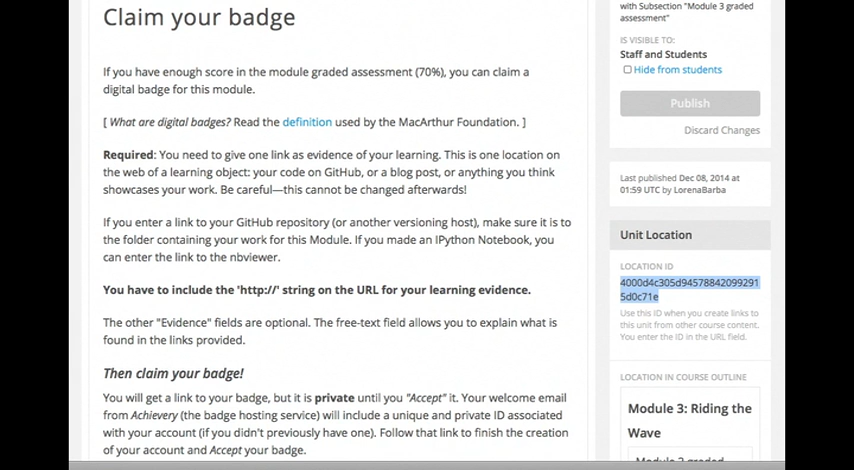 Claim your badge
If you have enough score in the module graded assessment (70%), you can claim a
digital badge for this module.
[ What are digital badges? Read the definition used by the MacArthur Foundation. ]
Required: You need to give one link as evidence of your learning. This is one location on
the web of a learning object: your code on GitHub, or a blog post, or anything you think
showcases your work. Be careful—this cannot be changed afterwards!
If you enter a link to your GitHub repository (or another versioning host), make sure it is to
the folder containing your work for this Module. If you made an IPython Notebook, you
can enter the link to the nbviewer.
You have to include the 'http://' string on the URL for your learning evidence.
The other "Evidence" fields are optional. The free-text field allows you to explain what is
found in the links provided.
Then claim your badge!
You will get a link to your badge, but it is private until you "Accept" it. Your welcome email
from Achievery (the badge hosting service) will include a unique and private ID associated
with your account (if you didn't previously have one). Follow that link to finish the creation
of your account and Accept your badge.
with Subsection "Module 3 graded
assessment"
IS VISIBLE TO:
Staff and Students
Hide from students
Publish
Discard Changes
Last published Dec 08, 2014 at
01:59 UTC by LorenaBarba
Unit Location
LOCATION ID
4000d4c305d94578842099291
5d0c71e
Use this ID when you create links to
this unit from other course content.
You enter the ID in the URL field.
LOCATION IN COURSE OUTLINE
Module 3: Riding the
Wave
Module 3 graded